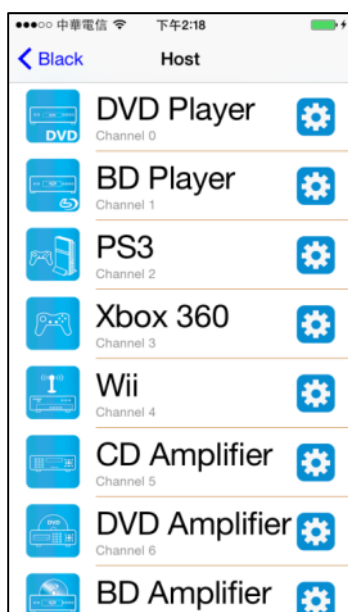 ●●●○○ 中華電信 下午2:18
Black Host
DVD Player
DVD
Channel 0
BD Player
Channel 1
PS3
Channel 2
Xbox 360
Channel 3
Wii
Channel 4
CD Amplifier
Channel 5
DVD Amplifier
DVD
Channel 6
BD Amplifier